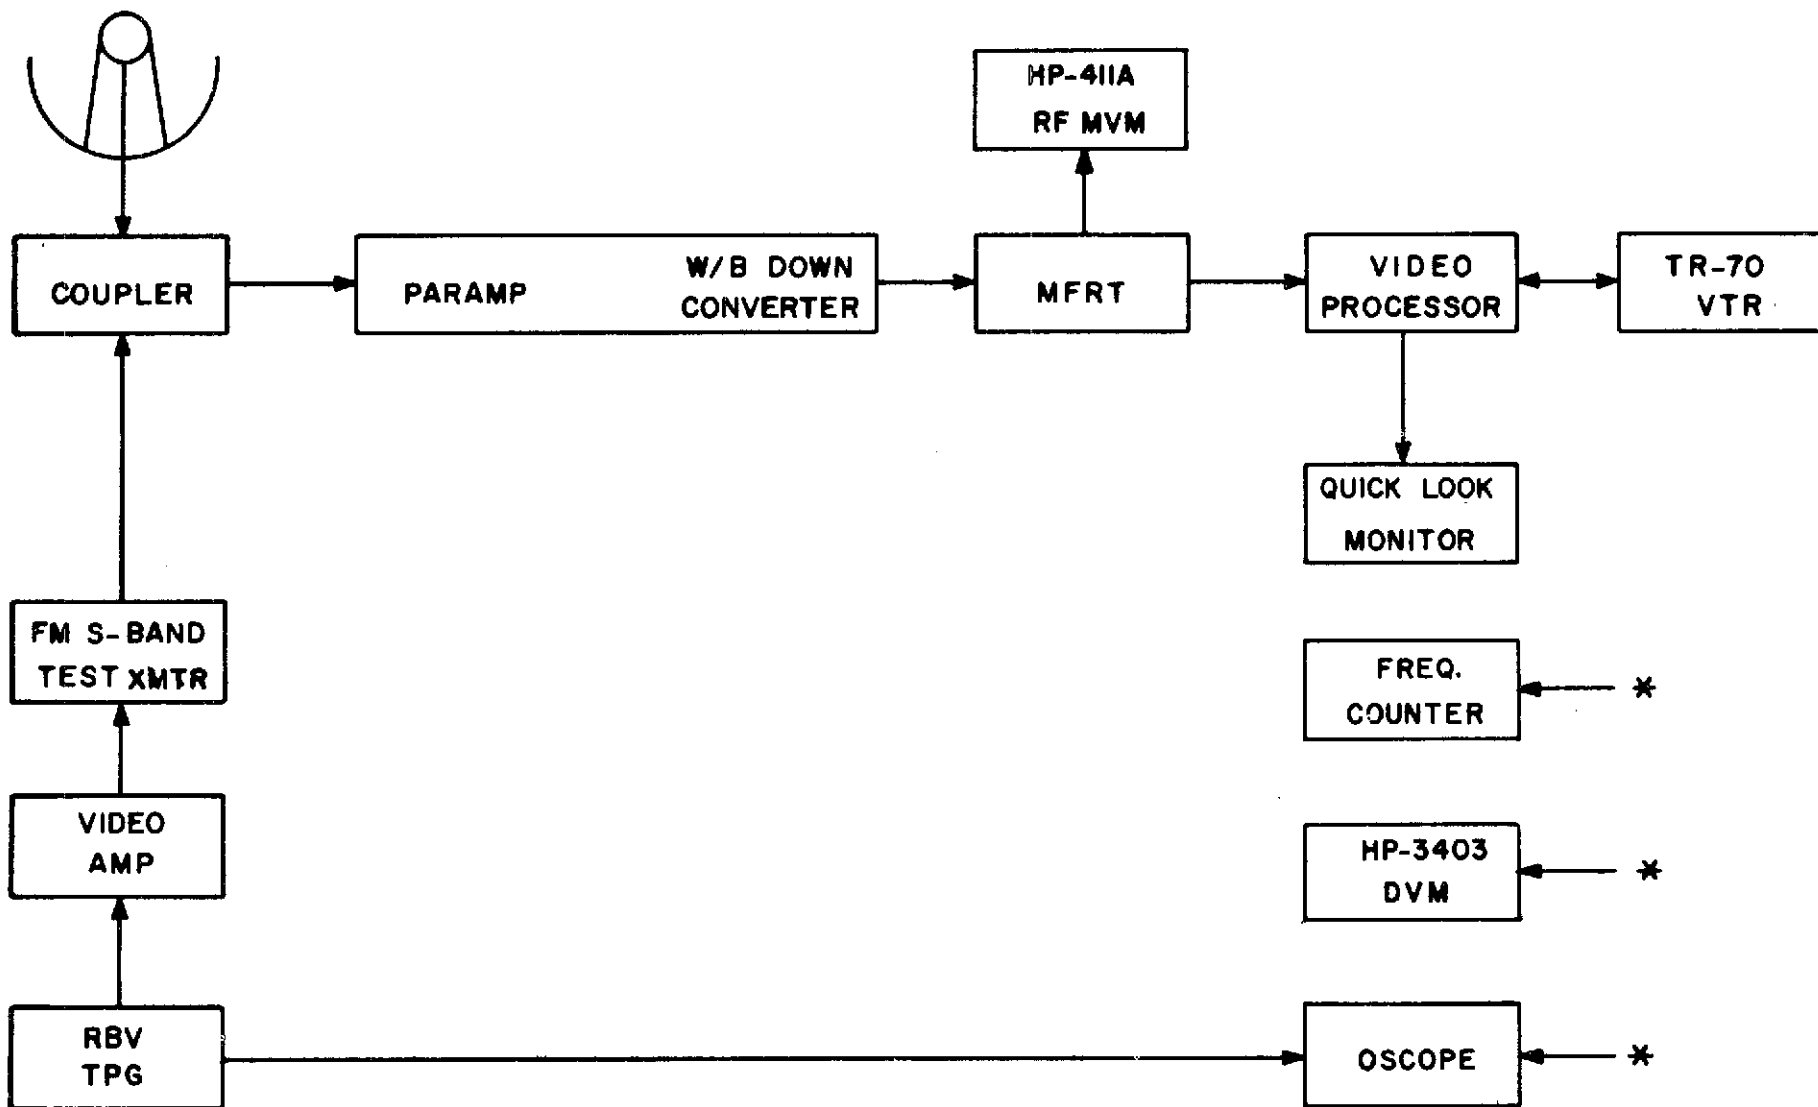 HP-411A
RF MVM
COUPLER
PARAMP
W/B DOWN
CONVERTER
MFRT
VIDEO
PROCESSOR
TR-70
VTR
QUICK LOOK
MONITOR
FM S-BAND
TEST XMTR
FREQ.
COUNTER
*
VIDEO
AMP
HP-3403
DVM
*
RBV
TPG
OSCOPE
*